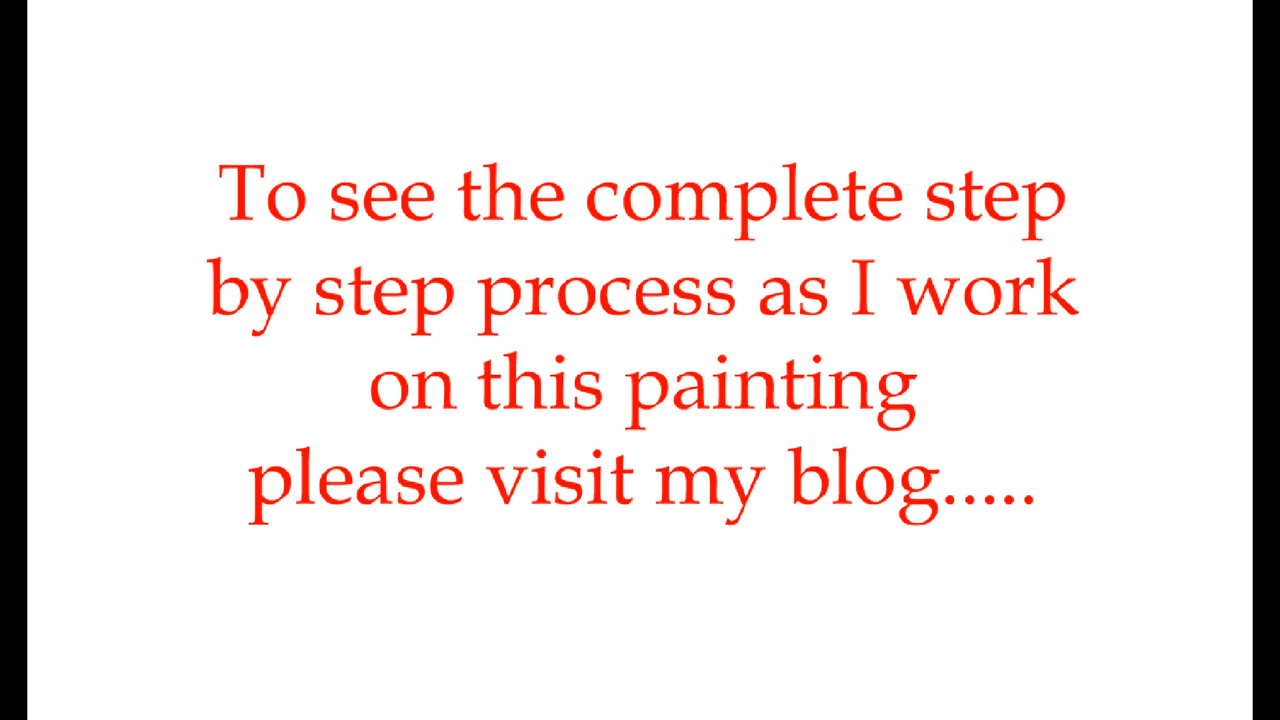 To see the complete step
by step process as I work
on this painting
please visit my blog.....